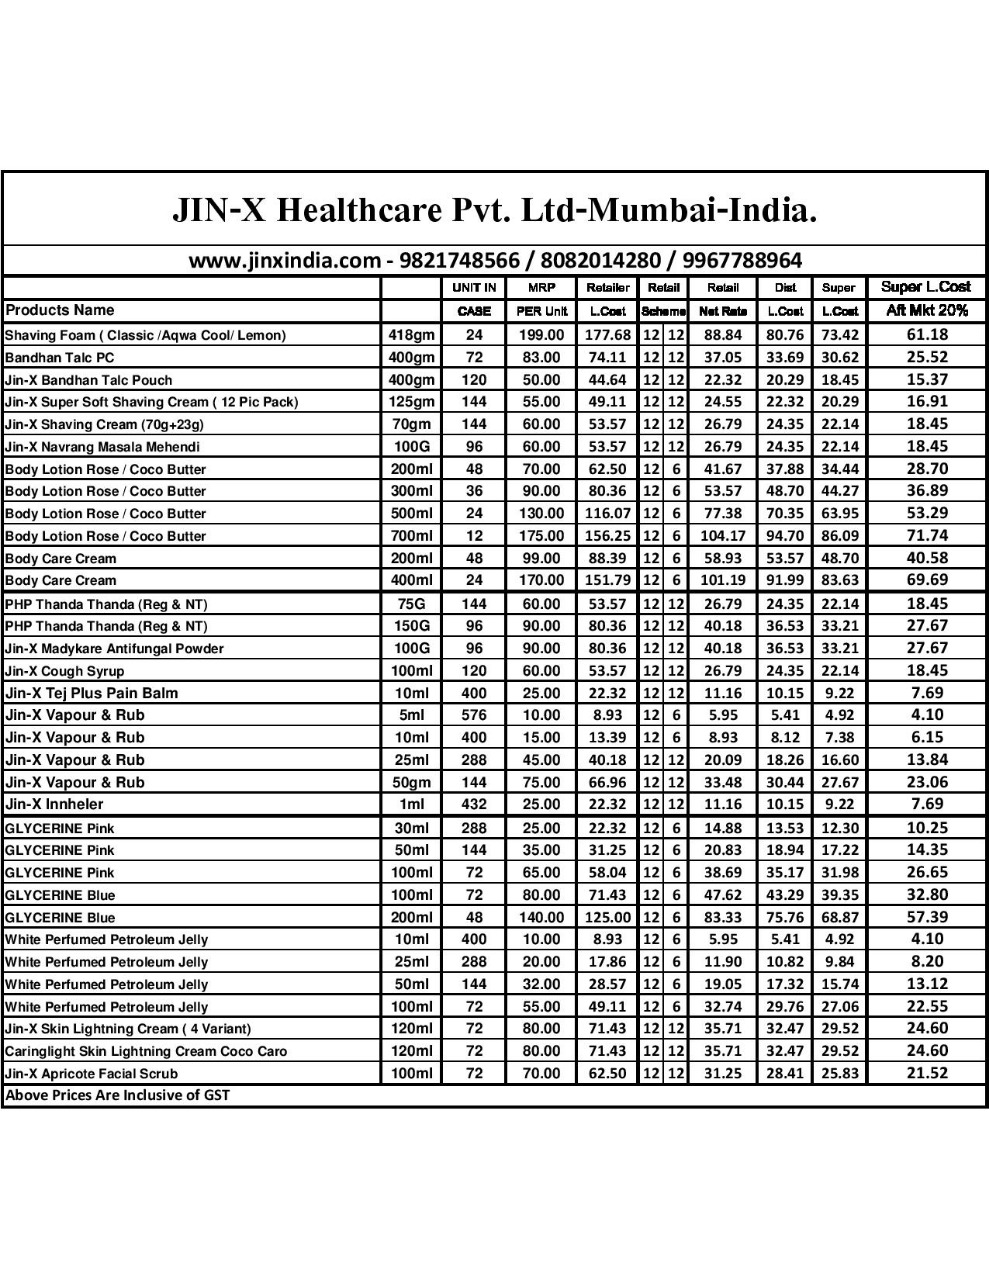 JIN-X Healthcare Pvt. Ltd-Mumbai-India.
www.jinxindia.com - 9821748566 / 8082014280 / 9967788964
UNIT IN MRP Retailer Retail Retail Dist Super Super L.Cost
Products Name CASE PER Unit L.Cost Scheme Net Rate L.Cost L.Cost Aft Mkt 20%
Shaving Foam ( Classic /Aqwa Cool/ Lemon) 418gm 24 199.00 177.68 12 12 88.84 80.76 73.42 61.18
Bandhan Talc PC 400gm 72 83.00 74.11 12 12 37.05 33.69 30.62 25.52
Jin-X Bandhan Talc Pouch 400gm 120 50.00 44.64 12 12 22.32 20.29 18.45 15.37
Jin-X Super Soft Shaving Cream ( 12 Pic Pack) 125gm 144 55.00 49.11 12 12 24.55 22.32 20.29 16.91
Jin-X Shaving Cream (70g+23g) 70gm 144 60.00 53.57 12 12 26.79 24.35 22.14 18.45
Jin-X Navrang Masala Mehendi 100G 96 60.00 53.57 12 12 26.79 24.35 22.14 18.45
Body Lotion Rose / Coco Butter 200ml 48 70.00 62.50 12 6 41.67 37.88 34.44 28.70
Body Lotion Rose / Coco Butter 300ml 36 90.00 80.36 12 6 53.57 48.70 44.27 36.89
Body Lotion Rose / Coco Butter 500ml 24 130.00 116.07 12 6 77.38 70.35 63.95 53.29
Body Lotion Rose / Coco Butter 700ml 12 175.00 156.25 12 6 104.17 94.70 86.09 71.74
Body Care Cream 200ml 48 99.00 88.39 12 6 58.93 53.57 48.70 40.58
Body Care Cream 400ml 24 170.00 151.79 12 6 101.19 91.99 83.63 69.69
PHP Thanda Thanda (Reg & NT) 75G 144 60.00 53.57 12 12 26.79 24.35 22.14 18.45
PHP Thanda Thanda (Reg & NT) 150G 96 90.00 80.36 12 12 40.18 36.53 33.21 27.67
Jin-X Madykare Antifungal Powder 100G 96 90.00 80.36 12 12 40.18 36.53 33.21 27.67
Jin-X Cough Syrup 100ml 120 60.00 53.57 12 12 26.79 24.35 22.14 18.45
Jin-X Tej Plus Pain Balm 10ml 400 25.00 22.32 12 12 11.16 10.15 9.22 7.69
Jin-X Vapour & Rub 5ml 576 10.00 8.93 12 6 5.95 5.41 4.92 4.10
Jin-X Vapour & Rub 10ml 400 15.00 13.39 12 6 8.93 8.12 7.38 6.15
Jin-X Vapour & Rub 25ml 288 45.00 40.18 12 12 20.09 18.26 16.60 13.84
Jin-X Vapour & Rub 50gm 144 75.00 66.96 12 12 33.48 30.44 27.67 23.06
Jin-X Innheler 1ml 432 25.00 22.32 12 12 11.16 10.15 9.22 7.69
GLYCERINE Pink 30ml 288 25.00 22.32 12 6 14.88 13.53 12.30 10.25
GLYCERINE Pink 50ml 144 35.00 31.25 12 6 20.83 18.94 17.22 14.35
GLYCERINE Pink 100ml 72 65.00 58.04 12 6 38.69 35.17 31.98 26.65
GLYCERINE Blue 100ml 72 80.00 71.43 12 6 47.62 43.29 39.35 32.80
GLYCERINE Blue 200ml 48 140.00 125.00 12 6 83.33 75.76 68.87 57.39
White Perfumed Petroleum Jelly 10ml 400 10.00 8.93 12 6 5.95 5.41 4.92 4.10
White Perfumed Petroleum Jelly 25ml 288 20.00 17.86 12 6 11.90 10.82 9.84 8.20
White Perfumed Petroleum Jelly 50ml 144 32.00 28.57 12 6 19.05 17.32 15.74 13.12
White Perfumed Petroleum Jelly 100ml 72 55.00 49.11 12 6 32.74 29.76 27.06 22.55
Jin-X Skin Lightning Cream ( 4 Variant) 120ml 72 80.00 71.43 12 12 35.71 32.47 29.52 24.60
Caringlight Skin Lightning Cream Coco Caro 120ml 72 80.00 71.43 12 12 35.71 32.47 29.52 24.60
Jin-X Apricote Facial Scrub 100ml 72 70.00 62.50 12 12 31.25 28.41 25.83 21.52
Above Prices Are Inclusive of GST